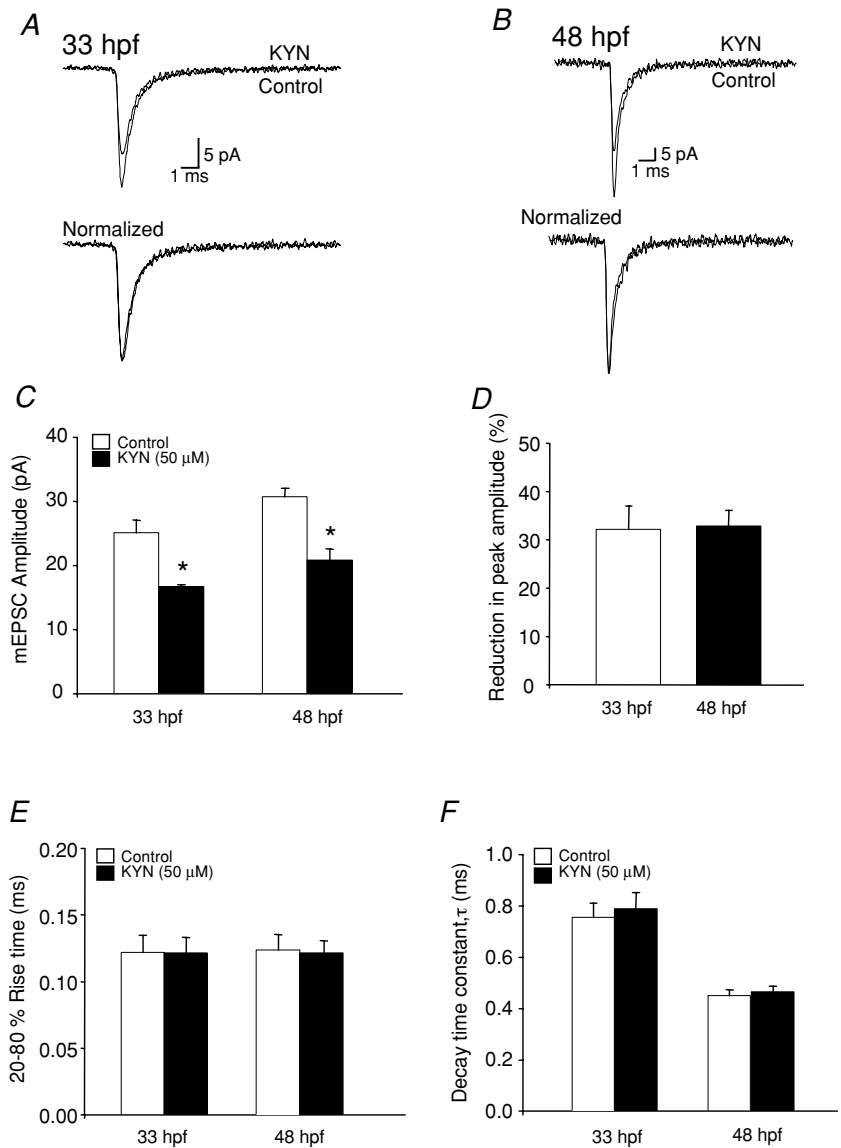 A
33 hpf
KYN
Control
5 pA
1 ms
Normalized
B
48 hpf
KYN
Control
5 pA
1 ms
Normalized
C
mEPSC Amplitude (pA)
40
30
20
10
0
Control
KYN (50 μM)
*
*
33 hpf
48 hpf
D
Reduction in peak amplitude (%)
50
40
30
20
10
0
33 hpf
48 hpf
E
20-80 % Rise time (ms)
0.20
0.15
0.10
0.05
0.00
Control
KYN (50 μM)
33 hpf
48 hpf
F
Decay time constant,τ (ms)
1.0
0.8
0.6
0.4
0.2
0.0
Control
KYN (50 μM)
33 hpf
48 hpf